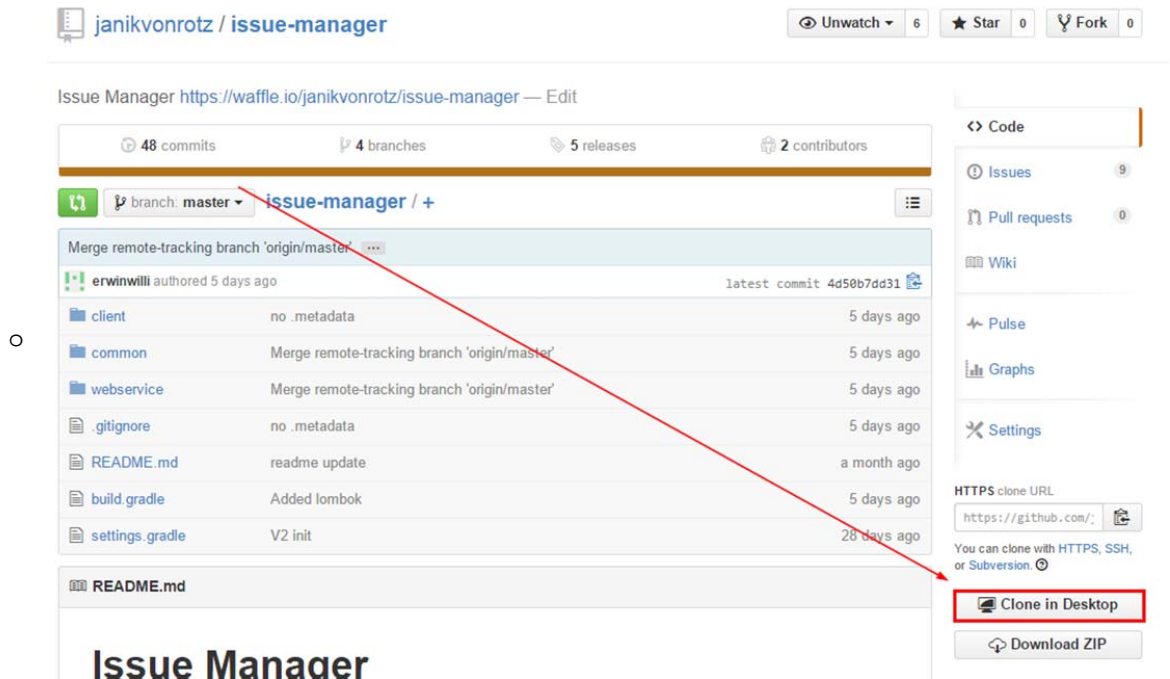 janikvonrotz / issue-manager
Unwatch 6 Star 0 Fork 0
Issue Manager https://waffle.io/janikvonrotz/issue-manager — Edit
48 commits 4 branches 5 releases 2 contributors
branch: master issue-manager / +
Merge remote-tracking branch 'origin/master' ...
erwinwilli authored 5 days ago latest commit 4d50b7dd31
client no .metadata 5 days ago
common Merge remote-tracking branch 'origin/master' 5 days ago
webservice Merge remote-tracking branch 'origin/master' 5 days ago
.gitignore no .metadata 5 days ago
README.md readme update a month ago
build.gradle Added lombok 5 days ago
settings.gradle V2 init 28 days ago
README.md
Issue Manager
<> Code
Issues 9
Pull requests 0
Wiki
Pulse
Graphs
Settings
HTTPS clone URL
https://github.com/
You can clone with HTTPS, SSH,
or Subversion.
Clone in Desktop
Download ZIP